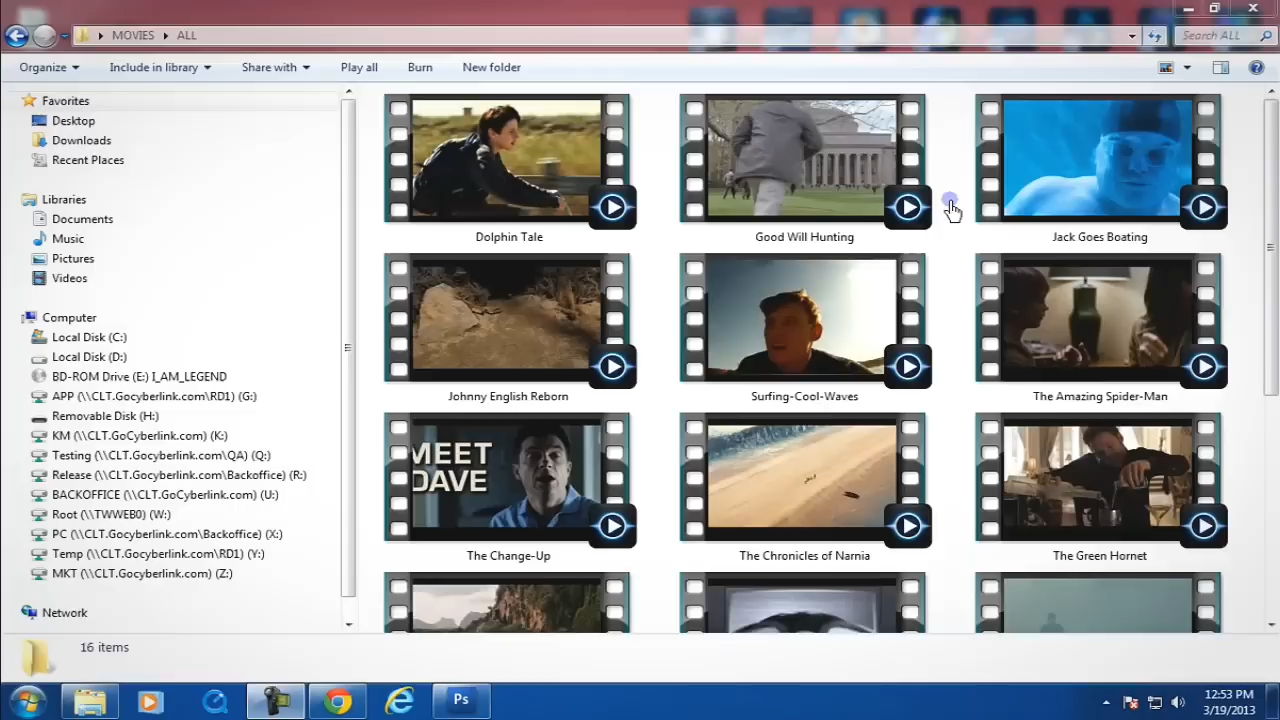 MOVIES ALL
Search ALL
Organize Include in library Share with Play all Burn New folder
Favorites
Desktop
Downloads
Recent Places
Libraries
Documents
Music
Pictures
Videos
Computer
Local Disk (C:)
Local Disk (D:)
BD-ROM Drive (E:) I_AM_LEGEND
APP (\\CLT.Gocyberlink.com\RD1) (G:)
Removable Disk (H:)
KM (\\CLT.GoCyberlink.com) (K:)
Testing (\\CLT.Gocyberlink.com\QA) (Q:)
Release (\\CLT.Gocyberlink.com\Backoffice) (R:)
BACKOFFICE (\\CLT.GoCyberlink.com) (U:)
Root (\\TWWEB0) (W:)
PC (\\CLT.Gocyberlink.com\Backoffice) (X:)
Temp (\\CLT.Gocyberlink.com\RD1) (Y:)
MKT (\\CLT.Gocyberlink.com) (Z:)
Network
Dolphin Tale
Good Will Hunting
Jack Goes Boating
Johnny English Reborn
Surfing-Cool-Waves
The Amazing Spider-Man
MEET
DAVE
The Change-Up
The Chronicles of Narnia
The Green Hornet
16 items
Ps
12:53 PM
3/19/2013